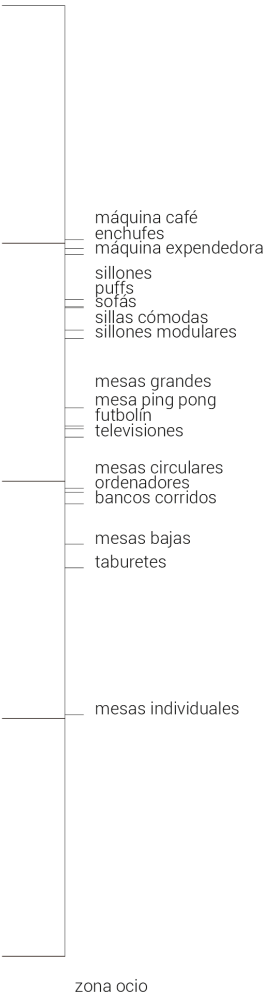 máquina café
enchufes
máquina expendedora
sillones
puffs
sofás
sillas cómodas
sillones modulares
mesas grandes
mesa ping pong
futbolín
televisiones
mesas circulares
ordenadores
bancos corridos
mesas bajas
taburetes
mesas individuales
zona ocio